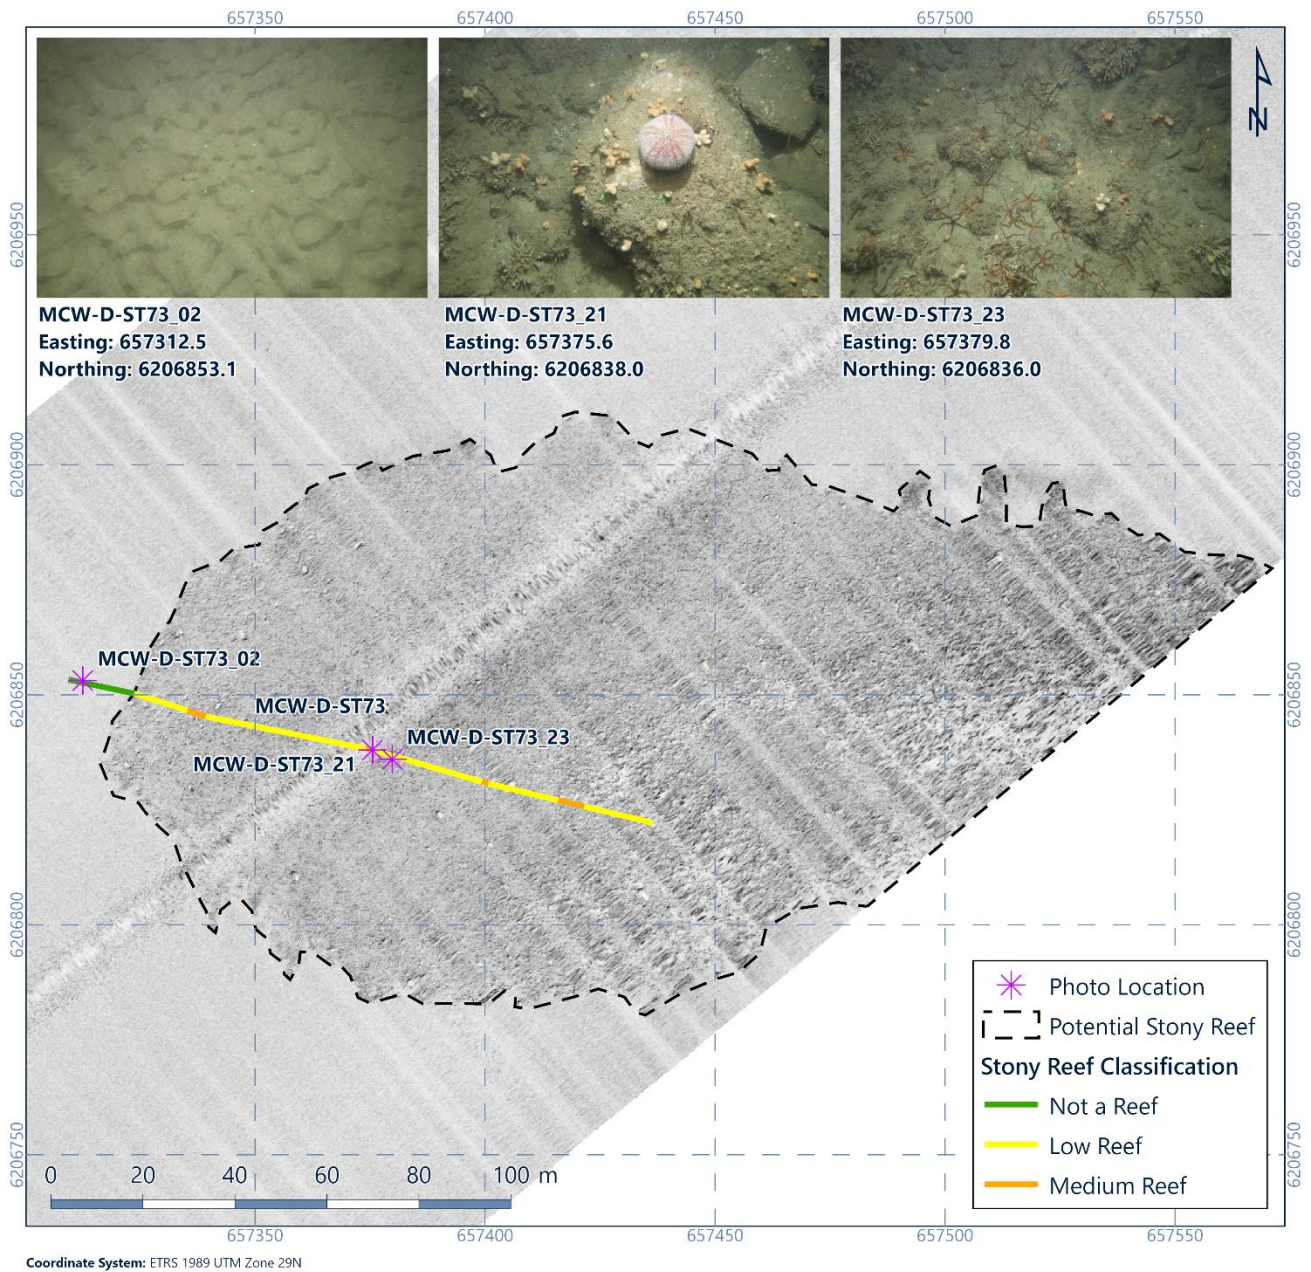 657350
657400
657450
657500
657550
N
MCW-D-ST73_02
Easting: 657312.5
Northing: 6206853.1
MCW-D-ST73_21
Easting: 657375.6
Northing: 6206838.0
MCW-D-ST73_23
Easting: 657379.8
Northing: 6206836.0
6206950
6206950
6206900
6206900
6206850
6206850
6206800
6206800
6206750
6206750
MCW-D-ST73_02
MCW-D-ST73
MCW-D-ST73_23
MCW-D-ST73_21
Photo Location
Potential Stony Reef
Stony Reef Classification
Not a Reef
Low Reef
Medium Reef
0 20 40 60 80 100 m
657350
657400
657450
657500
657550
Coordinate System: ETRS 1989 UTM Zone 29N